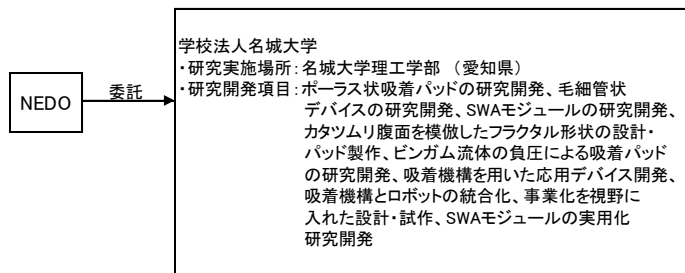 NEDO
委託
学校法人名城大学
・研究実施場所：名城大学理工学部　（愛知県）
・研究開発項目：ポーラス状吸着パッドの研究開発、毛細管状
デバイスの研究開発、SWAモジュールの研究開発、
カタツムリ腹面を模倣したフラクタル形状の設計・
パッド製作、ビンガム流体の負圧による吸着パッド
の研究開発、吸着機構を用いた応用デバイス開発、
吸着機構とロボットの統合化、事業化を視野に
入れた設計・試作、SWAモジュールの実用化
研究開発